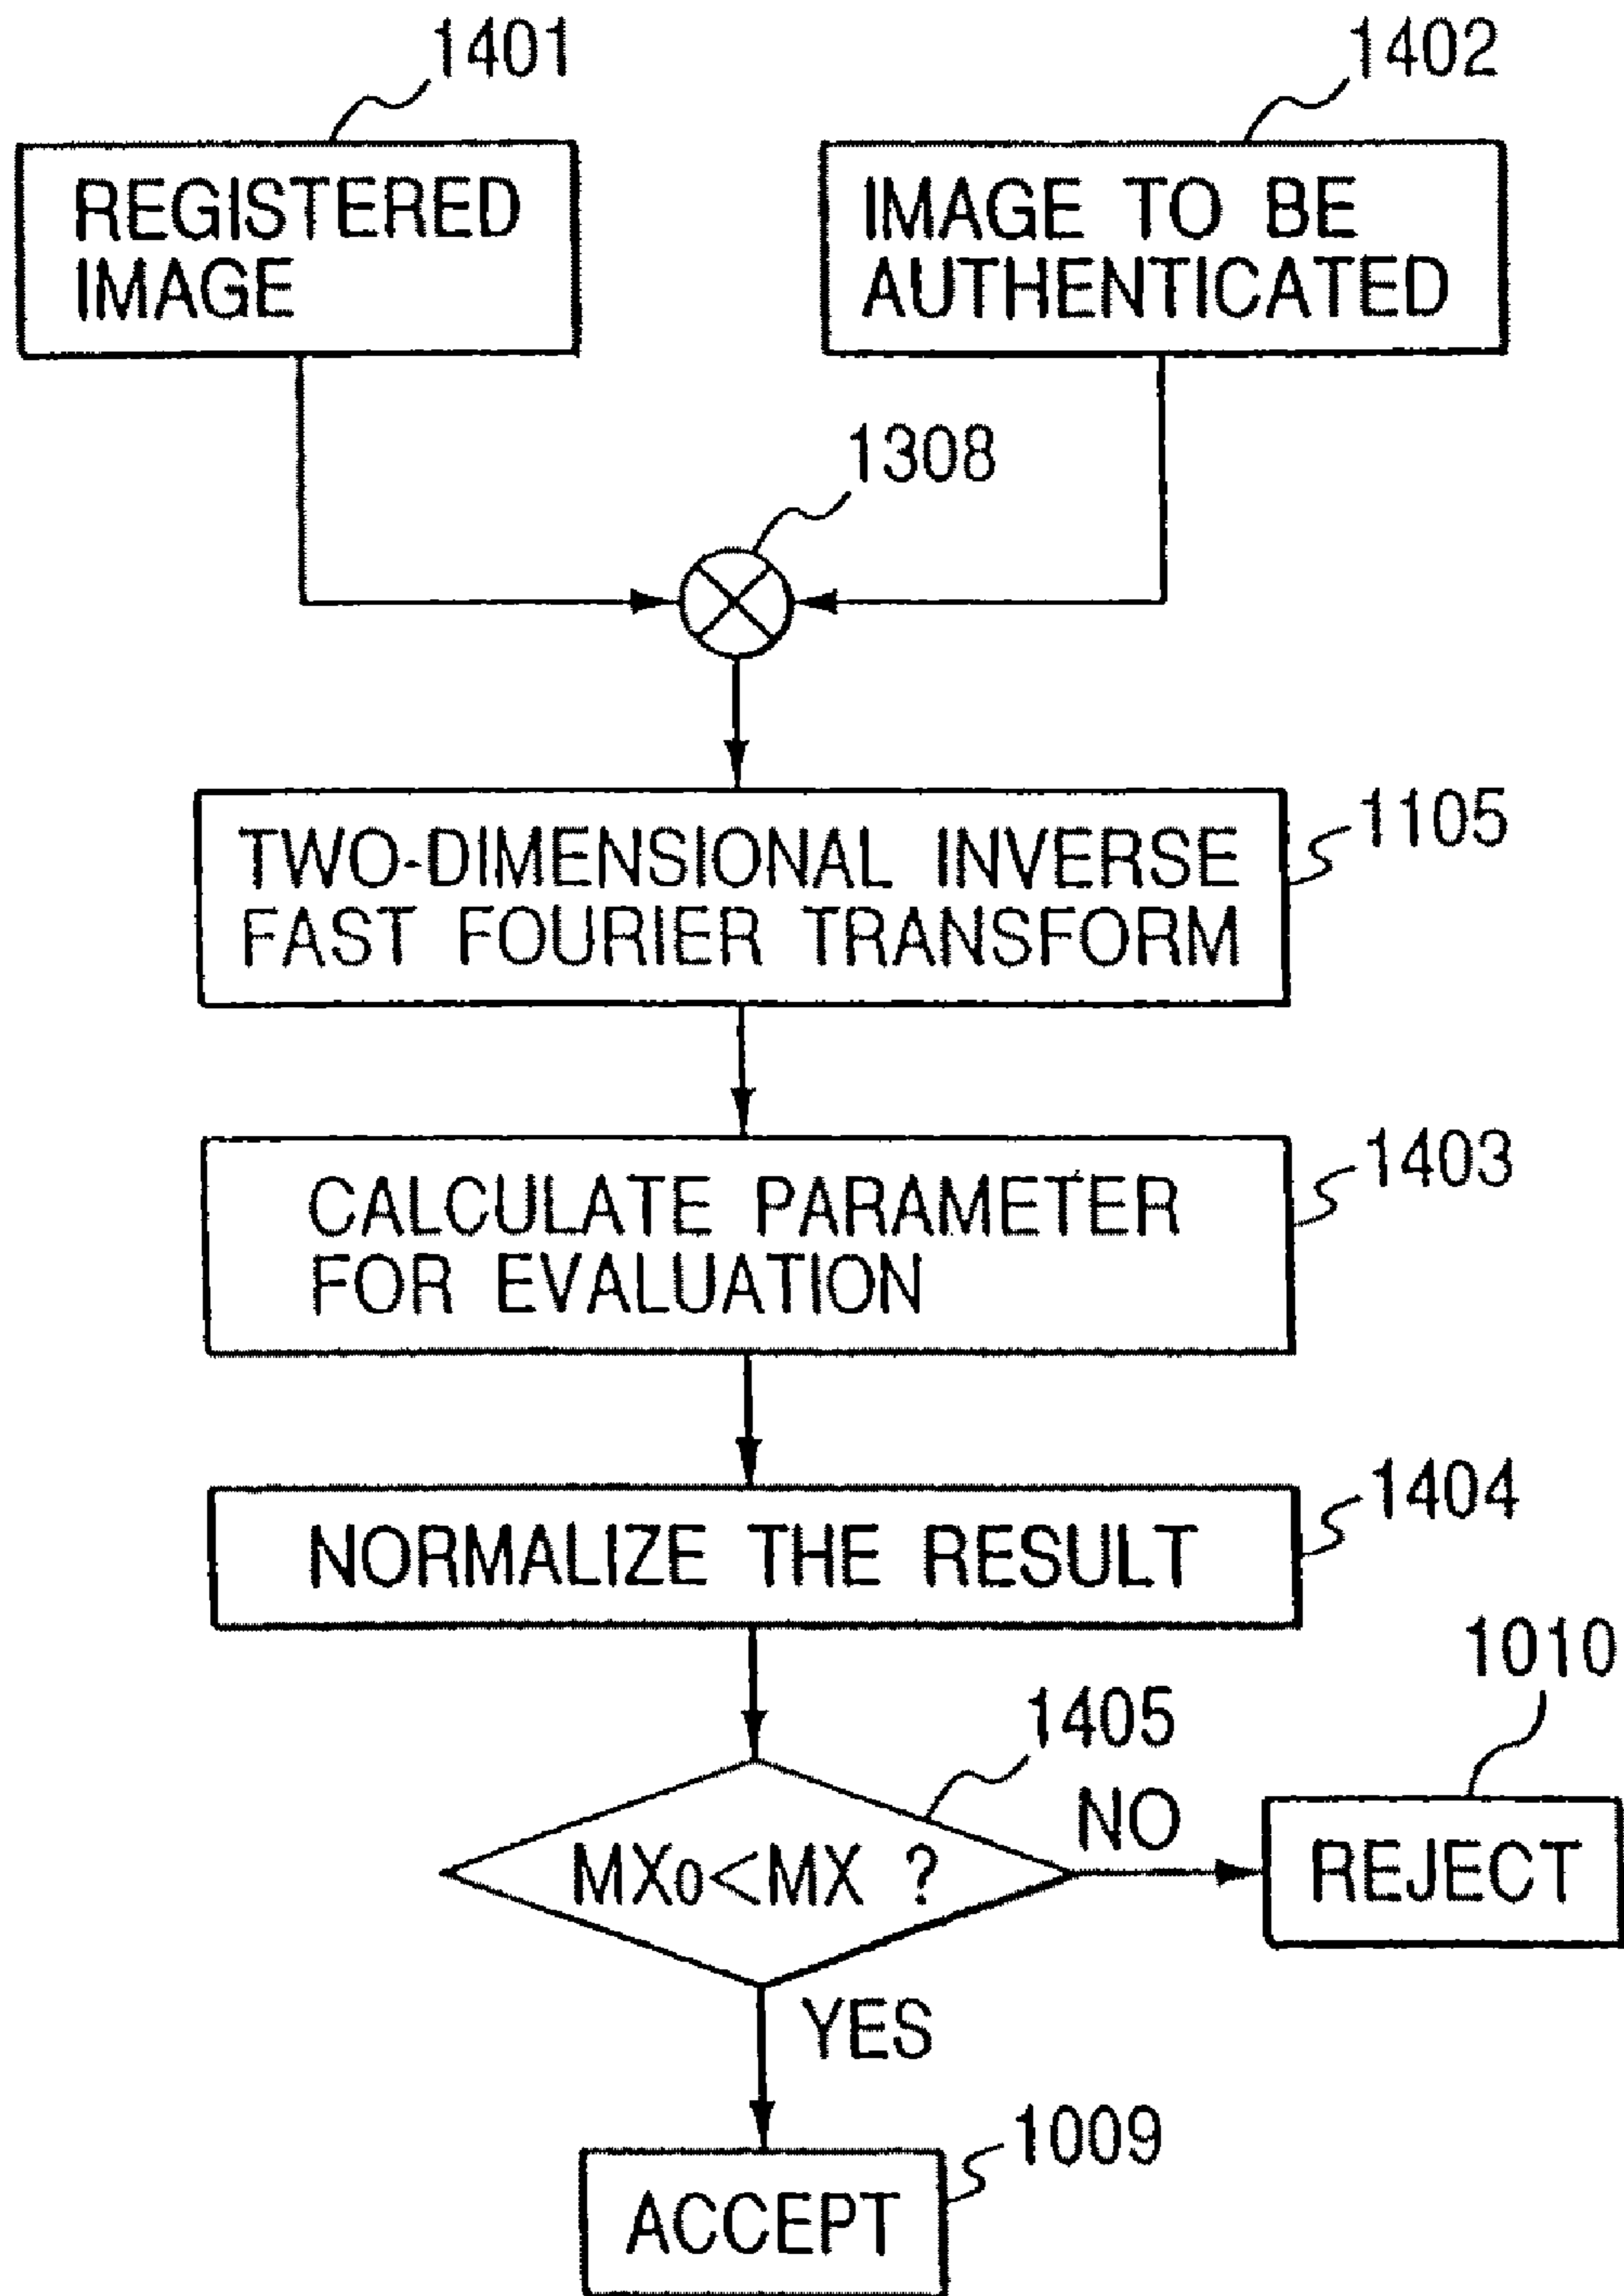 1401
1402
REGISTERED
IMAGE
IMAGE TO BE
AUTHENTICATED
1308
1105
TWO-DIMENSIONAL INVERSE
FAST FOURIER TRANSFORM
1403
CALCULATE PARAMETER
FOR EVALUATION
1404
NORMALIZE THE RESULT
1010
1405
NO
MX₀<MX ?
REJECT
YES
1009
ACCEPT